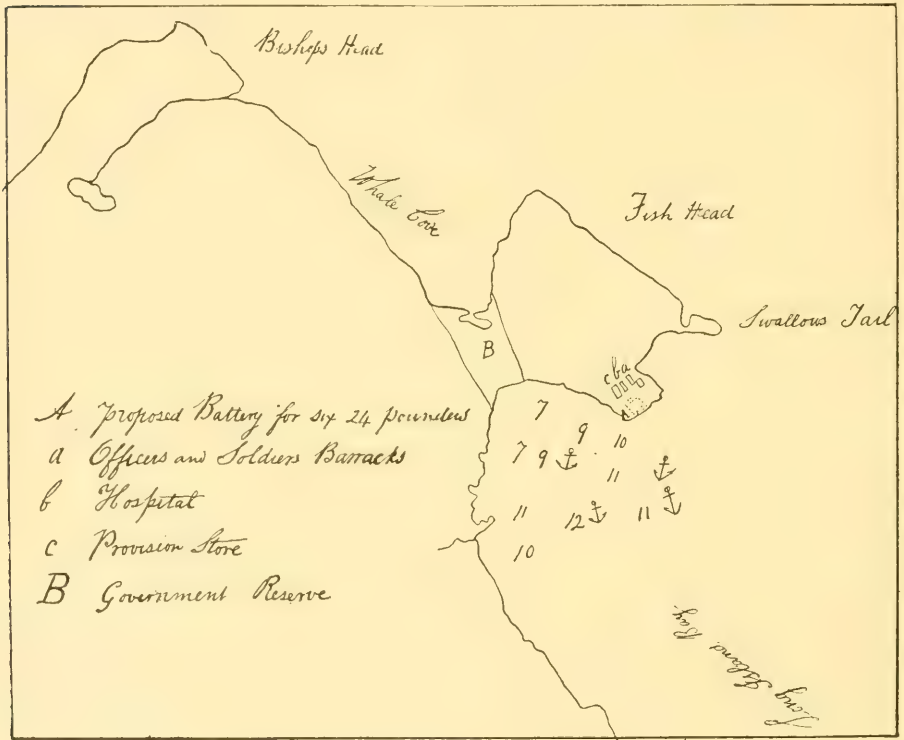 Bishops Head
Whale Cove
Fish Head
Swallows Tail
B
c b a
7
9
10
7 9
11
11
12
11
10
A Proposed Battery for six 24 pounders
a Officers and Soldiers Barracks
b Hospital
c Provision Store
B Government Reserve
Long Island Bay